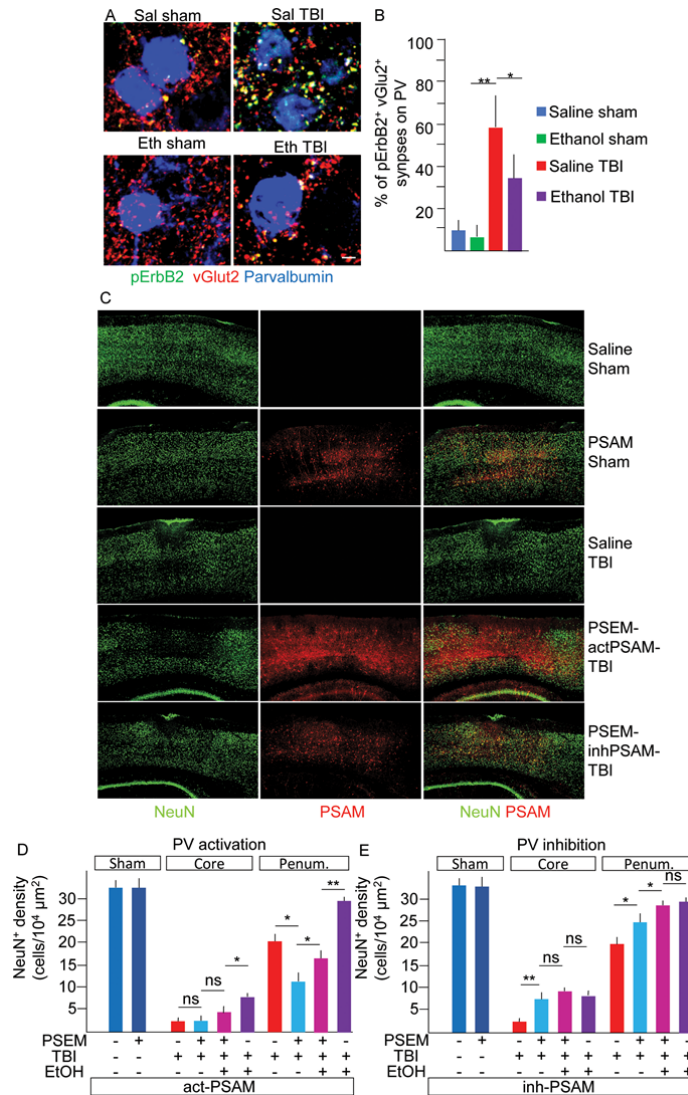 A
Sal sham Sal TBI
Eth sham Eth TBI
pErbB2 vGlut2 Parvalbumin
B
% of pErbB2⁺ vGlu2⁺
synpses on PV
100
80
60
40
20
** *
Saline sham
Ethanol sham
Saline TBI
Ethanol TBI
C
Saline
Sham
PSAM
Sham
Saline
TBI
PSEM-
actPSAM-
TBI
PSEM-
inhPSAM-
TBI
NeuN PSAM NeuN PSAM
D
PV activation
Sham Core Penum.
NeuN⁺ density
(cells/10⁴ µm²)
30
25
20
15
10
5
ns ns * * * **
PSEM - + - + + - - + + -
TBI - - + + + + + + + +
EtOH - - - - + + - - + +
act-PSAM
E
PV inhibition
Sham Core Penum.
NeuN⁺ density
(cells/10⁴ µm²)
30
25
20
15
10
5
** ns ns * * ns
PSEM - + - + + - - + + -
TBI - - + + + + + + + +
EtOH - - - - + + - - + +
inh-PSAM